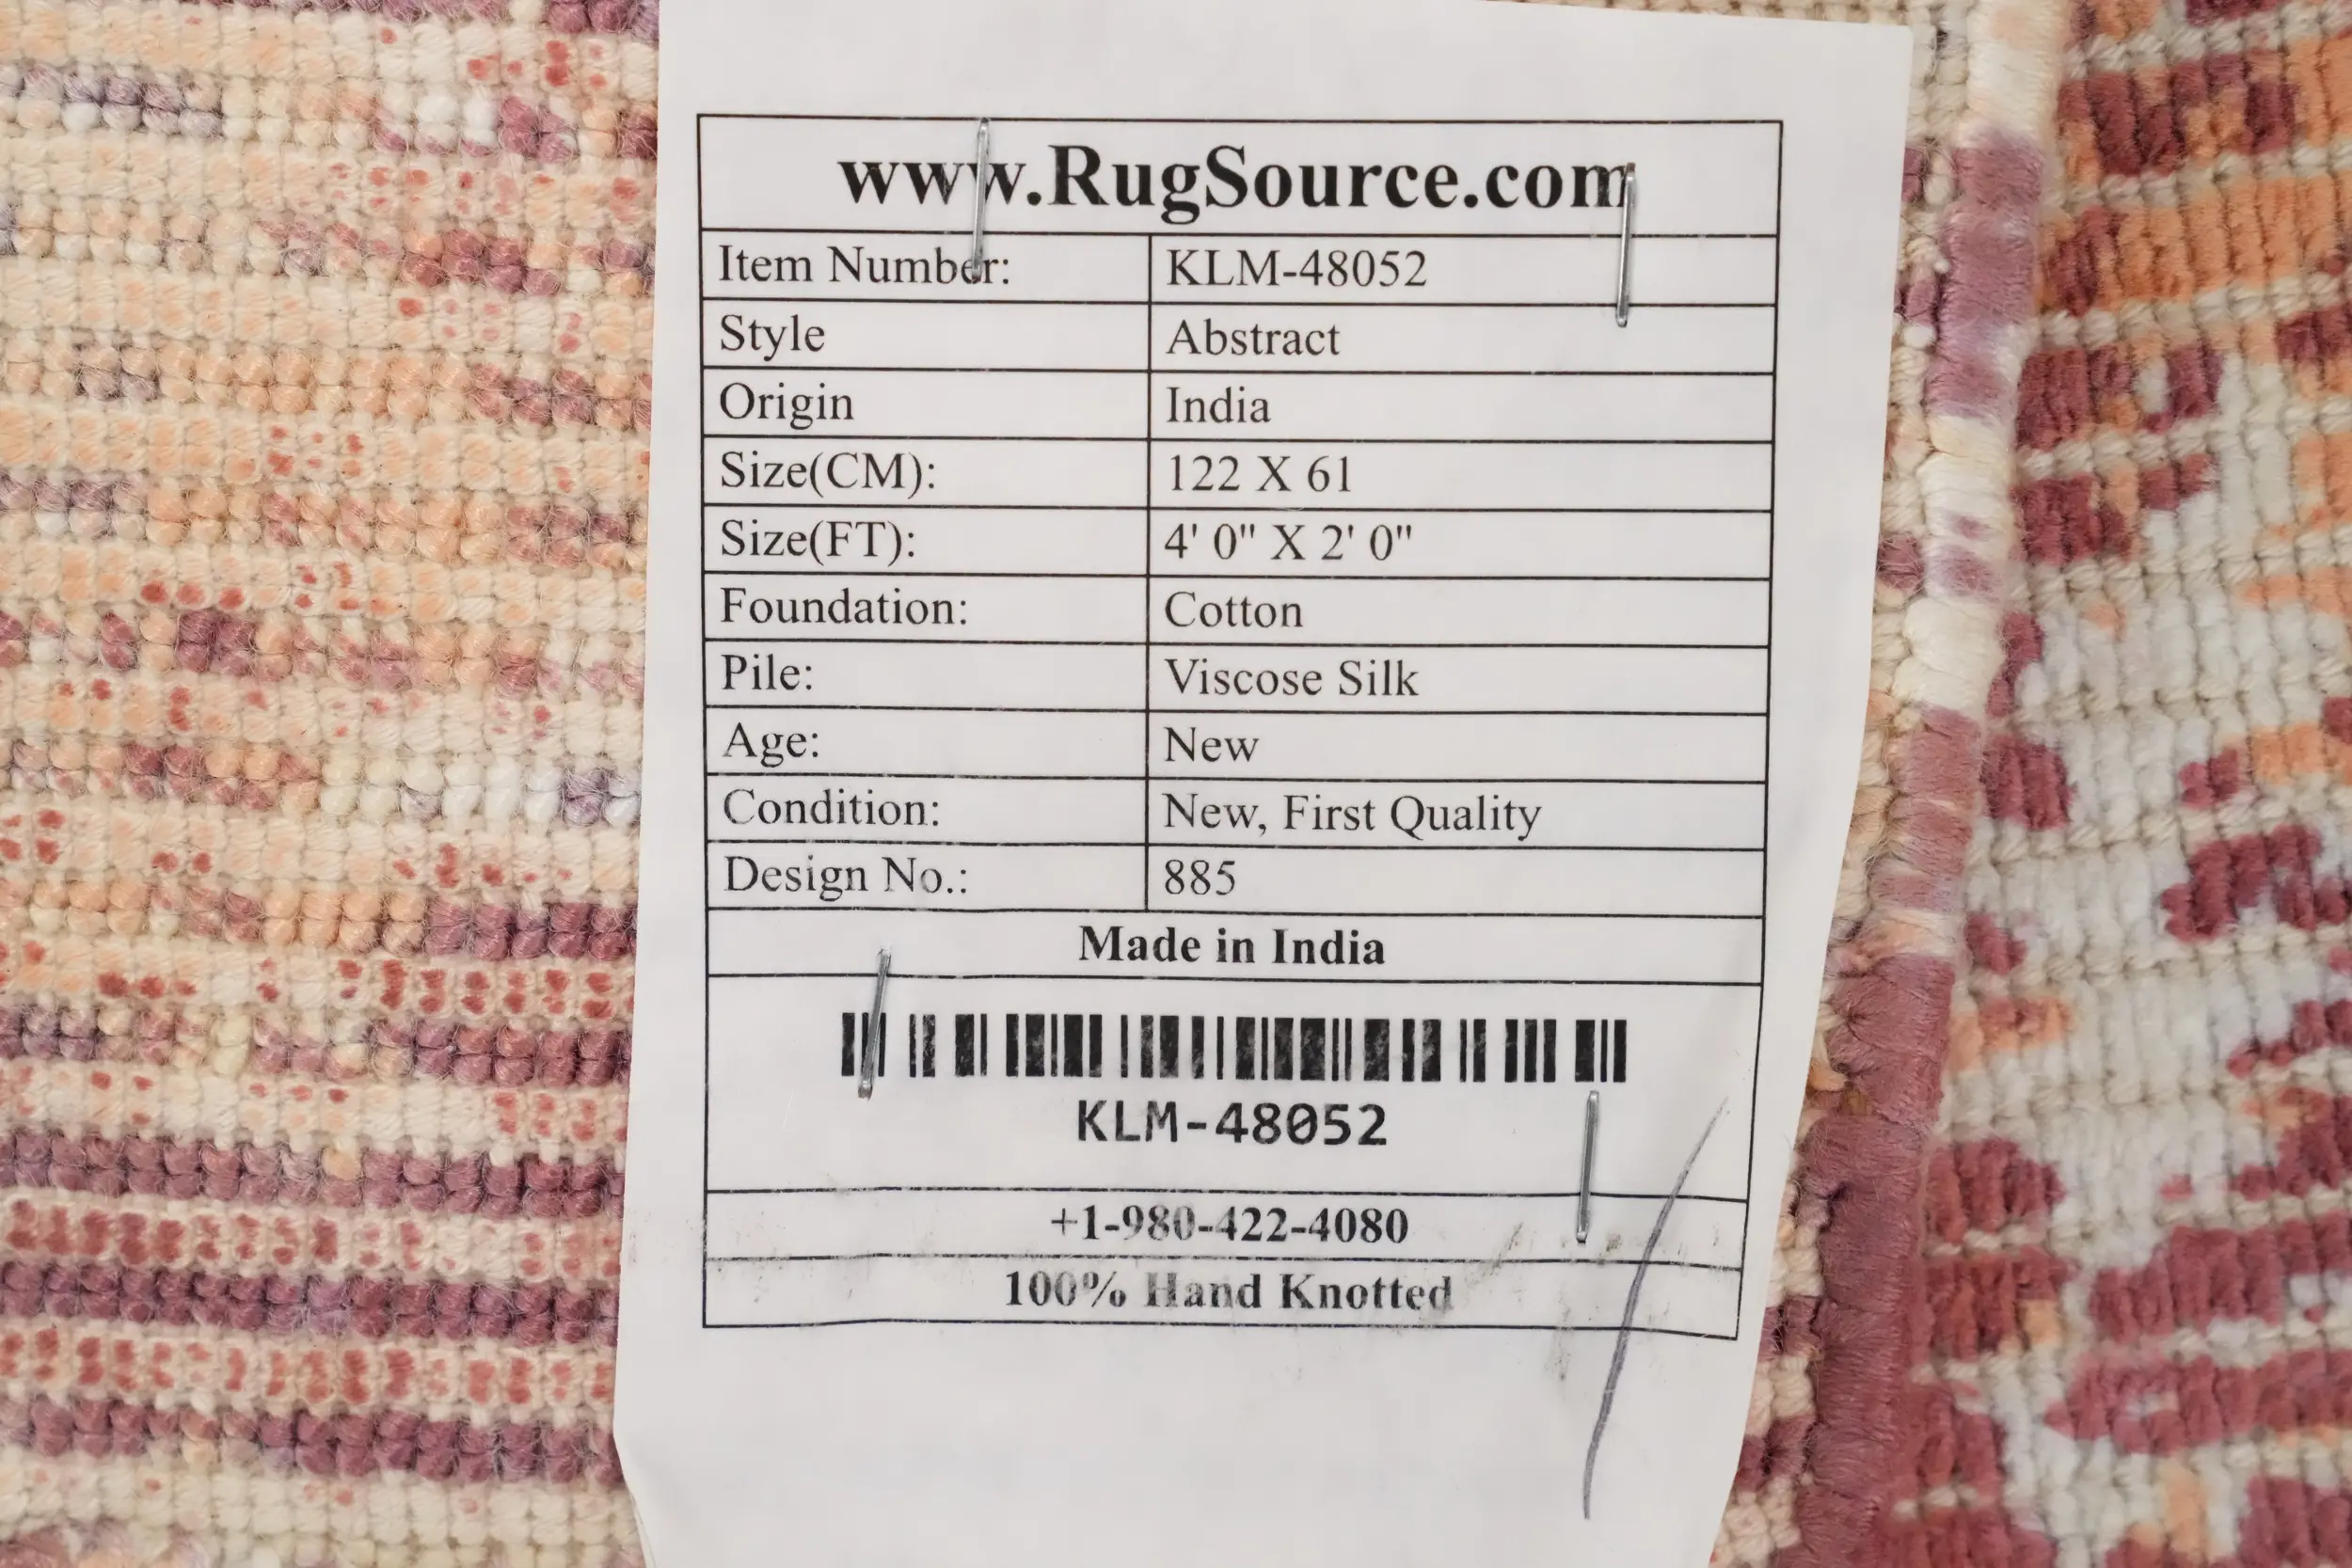 www.RugSource.com
Item Number: KLM-48052
Style Abstract
Origin India
Size(CM): 122 X 61
Size(FT): 4' 0" X 2' 0"
Foundation: Cotton
Pile: Viscose Silk
Age: New
Condition: New, First Quality
Design No.: 885
Made in India
KLM-48052
+1-980-422-4080
100% Hand Knotted